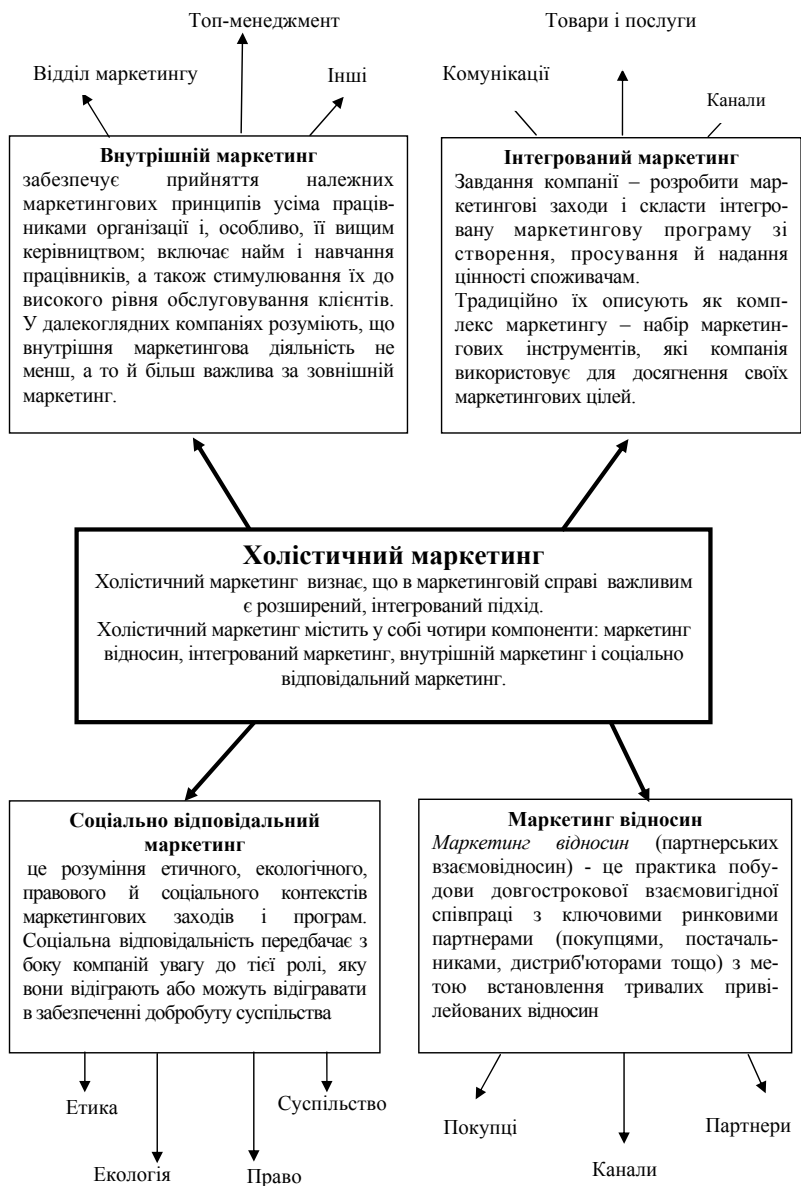 Топ-менеджмент
Товари і послуги
Відділ маркетингу
Інші
Комунікації
Канали
Внутрішній маркетинг
забезпечує прийняття належних
маркетингових принципів усіма праців-
никами організації і, особливо, її вищим
керівництвом; включає найм і навчання
працівників, а також стимулювання їх до
високого рівня обслуговування клієнтів.
У далекоглядних компаніях розуміють, що
внутрішня маркетингова діяльність не
менш, а то й більш важлива за зовнішній
маркетинг.
Інтегрований маркетинг
Завдання компанії – розробити мар-
кетингові заходи і скласти інтегро-
вану маркетингову програму зі
створення, просування й надання
цінності споживачам.
Традиційно їх описують як комп-
лекс маркетингу – набір маркетин-
гових інструментів, які компанія
використовує для досягнення своїх
маркетингових цілей.
Холістичний маркетинг
Холістичний маркетинг визнає, що в маркетинговій справі важливим
є розширений, інтегрований підхід.
Холістичний маркетинг містить у собі чотири компоненти: маркетинг
відносин, інтегрований маркетинг, внутрішній маркетинг і соціально
відповідальний маркетинг.
Соціально відповідальний
маркетинг
це розуміння етичного, екологічного,
правового й соціального контекстів
маркетингових заходів і програм.
Соціальна відповідальність передбачає з
боку компаній увагу до тієї ролі, яку
вони відіграють або можуть відігравати
в забезпеченні добробуту суспільства
Маркетинг відносин
Маркетинг відносин (партнерських
взаємовідносин) - це практика побу-
дови довгострокової взаємовигідної
співпраці з ключовими ринковими
партнерами (покупцями, постачаль-
никами, дистриб'юторами тощо) з ме-
тою встановлення тривалих приві-
лейованих відносин
Етика
Суспільство
Екологія
Право
Покупці
Партнери
Канали